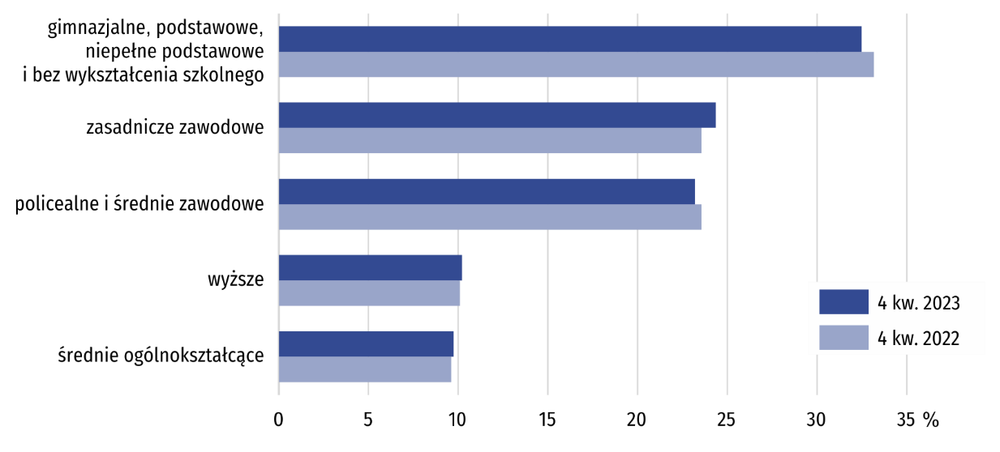 gimnazjalne, podstawowe,
niepełne podstawowe
i bez wykształcenia szkolnego
zasadnicze zawodowe
policealne i średnie zawodowe
wyższe
średnie ogólnokształcące
4 kw. 2023
4 kw. 2022
0 5 10 15 20 25 30 35 %